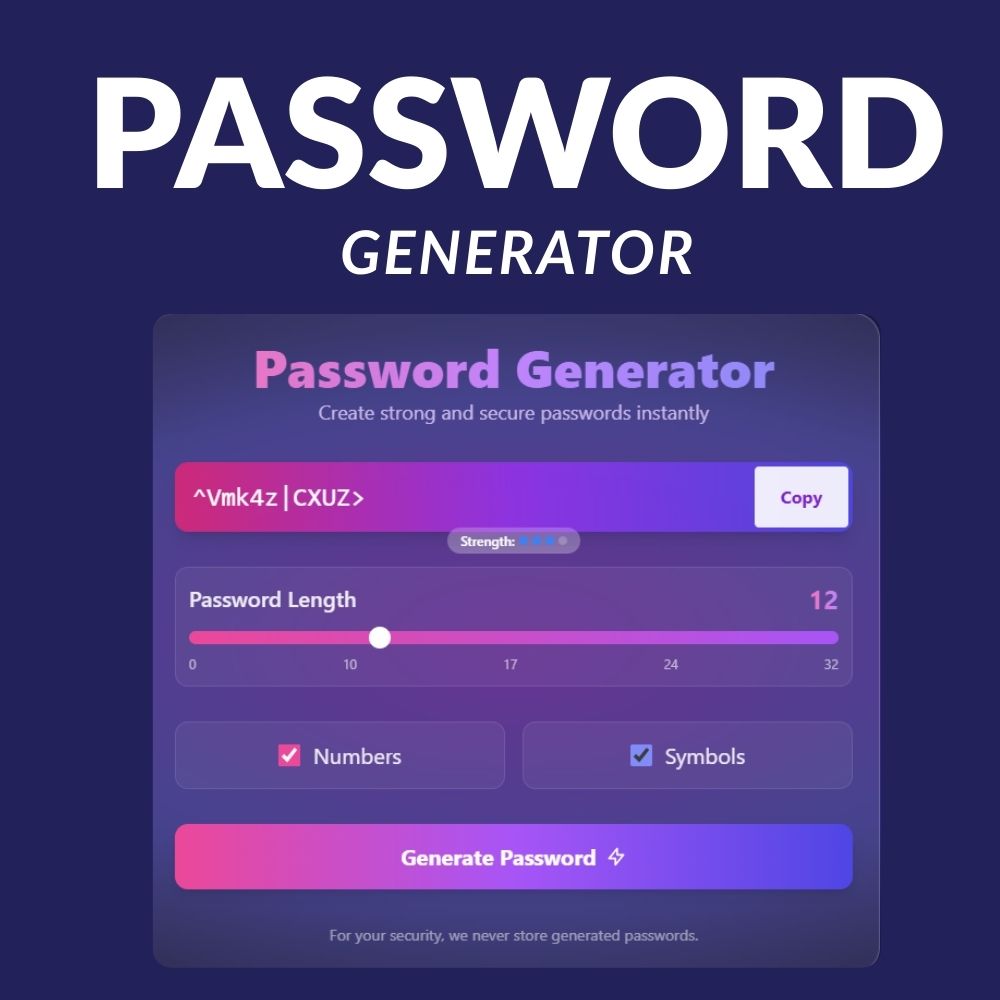 PASSWORD
GENERATOR
Password Generator
Create strong and secure passwords instantly
^Vmk4z|CXUZ>
Copy
Strength:
Password Length 12
0 10 17 24 32
Numbers Symbols
Generate Password
For your security, we never store generated passwords.